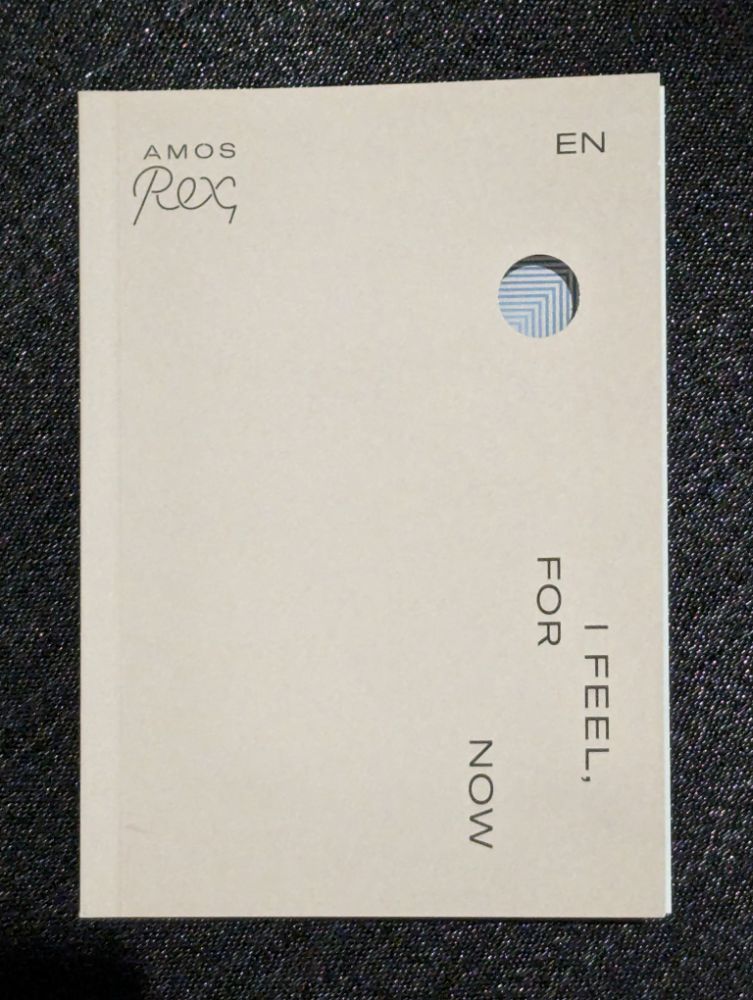 AMOS
Rex
EN
I FEEL,
FOR
NOW